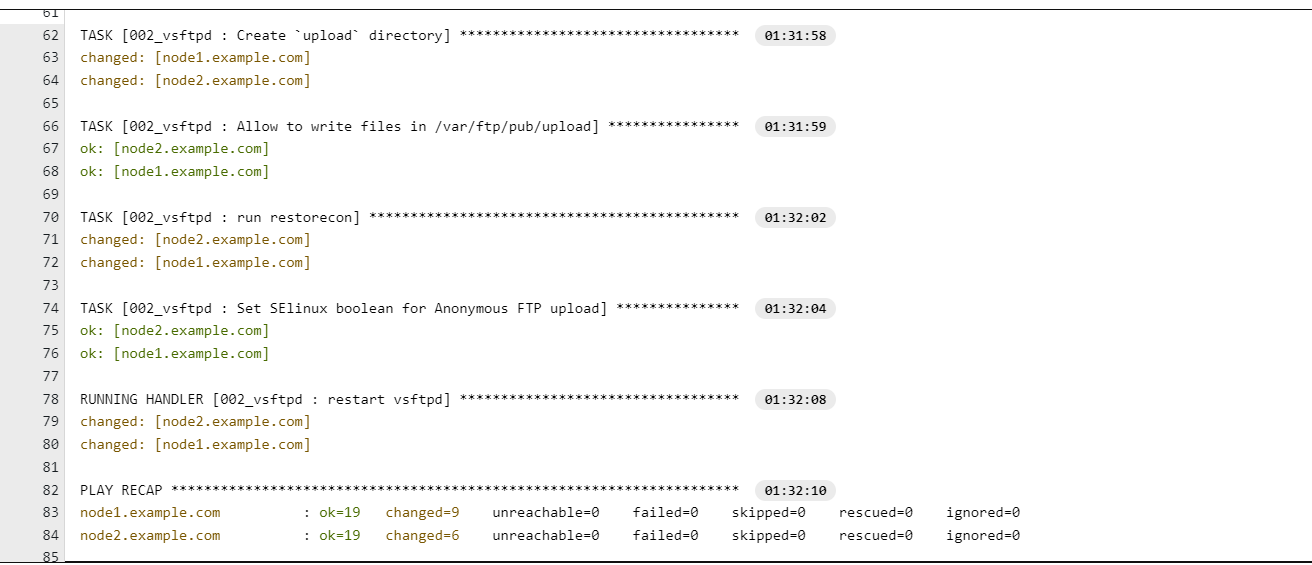 61
62 TASK [002_vsftpd : Create `upload` directory] ********************************** 01:31:58
63 changed: [node1.example.com]
64 changed: [node2.example.com]
65
66 TASK [002_vsftpd : Allow to write files in /var/ftp/pub/upload] **************** 01:31:59
67 ok: [node2.example.com]
68 ok: [node1.example.com]
69
70 TASK [002_vsftpd : run restorecon] ********************************************* 01:32:02
71 changed: [node2.example.com]
72 changed: [node1.example.com]
73
74 TASK [002_vsftpd : Set SElinux boolean for Anonymous FTP upload] *************** 01:32:04
75 ok: [node2.example.com]
76 ok: [node1.example.com]
77
78 RUNNING HANDLER [002_vsftpd : restart vsftpd] ********************************** 01:32:08
79 changed: [node2.example.com]
80 changed: [node1.example.com]
81
82 PLAY RECAP ********************************************************************* 01:32:10
83 node1.example.com : ok=19 changed=9 unreachable=0 failed=0 skipped=0 rescued=0 ignored=0
84 node2.example.com : ok=19 changed=6 unreachable=0 failed=0 skipped=0 rescued=0 ignored=0
85